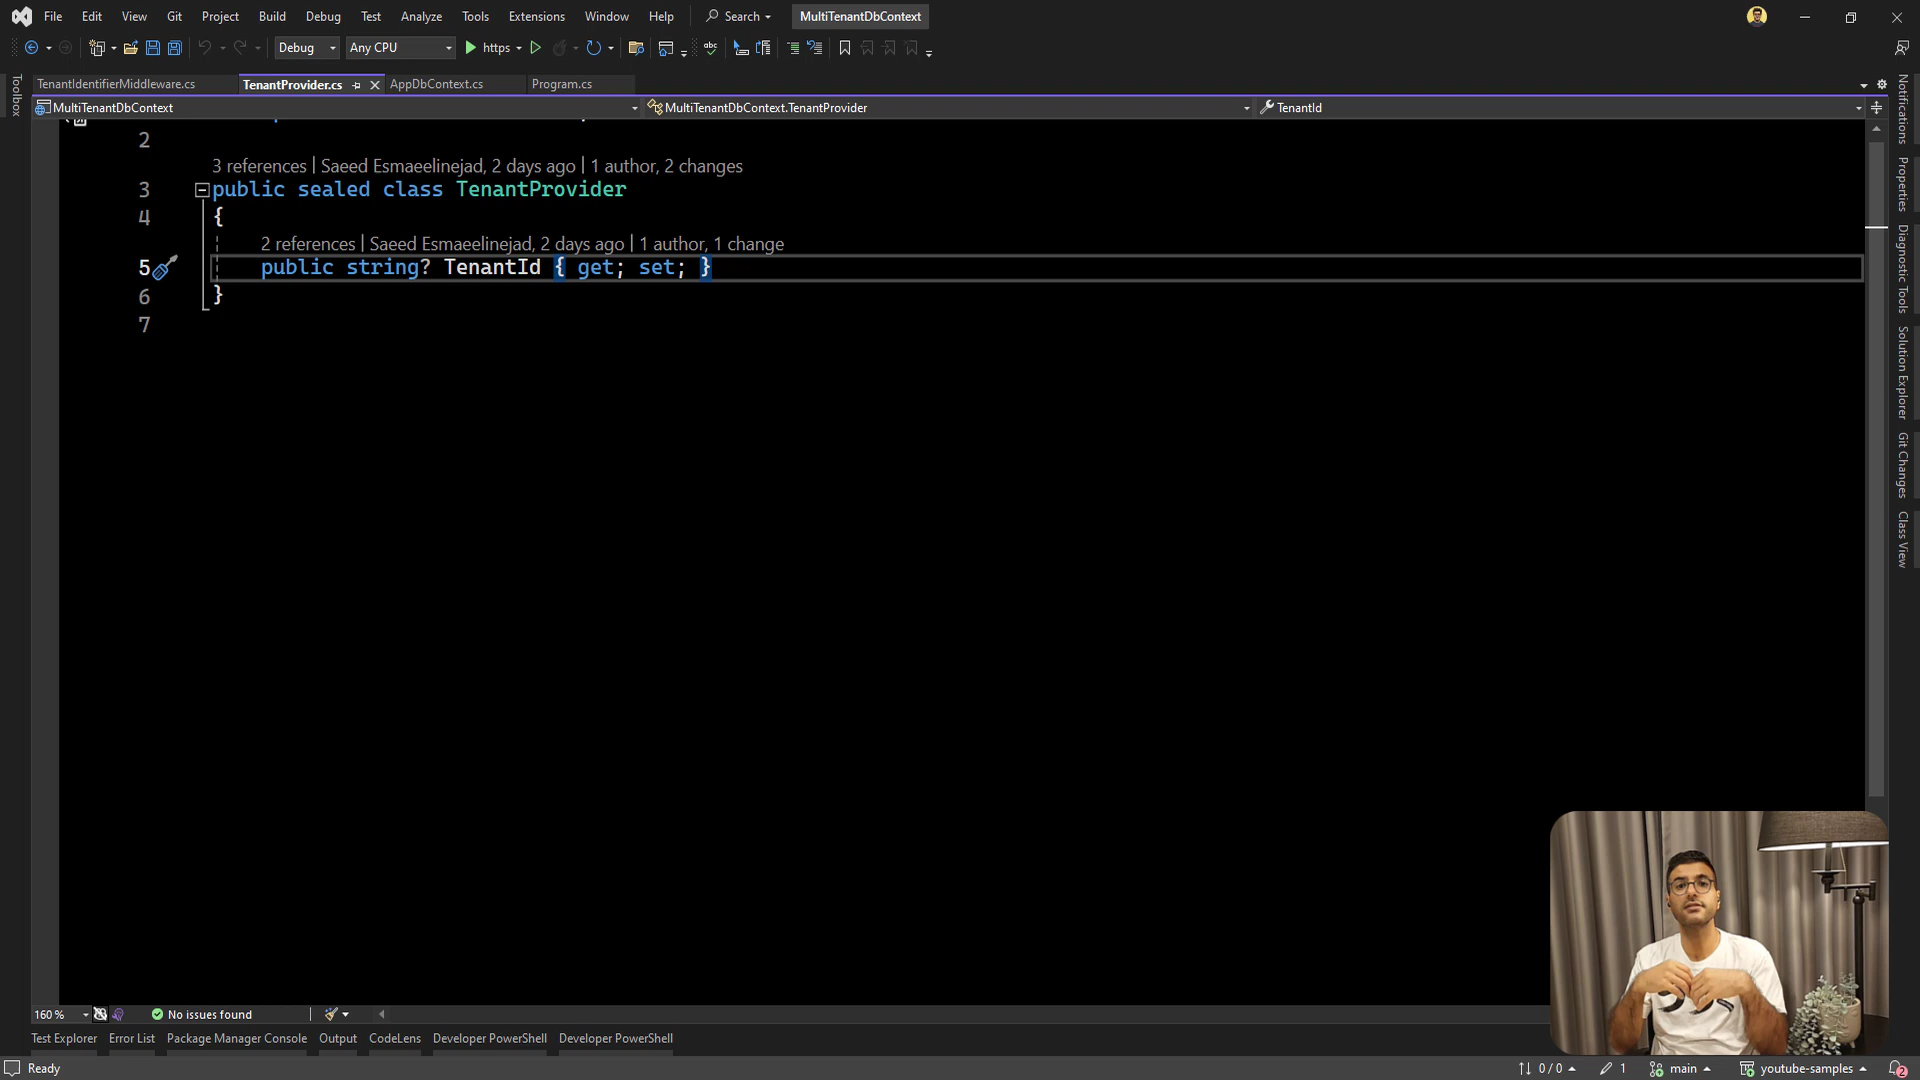 File Edit View Git Project Build Debug Test Analyze Tools Extensions Window Help Search MultiTenantDbContext
Debug Any CPU https
TenantIdentifierMiddleware.cs TenantProvider.cs AppDbContext.cs Program.cs
MultiTenantDbContext MultiTenantDbContext.TenantProvider TenantId
Toolbox
2
3 references | Saeed Esmaeelinejad, 2 days ago | 1 author, 2 changes
3 public sealed class TenantProvider
4 {
2 references | Saeed Esmaeelinejad, 2 days ago | 1 author, 1 change
5 public string? TenantId { get; set; }
6 }
7
Notifications
Properties
Diagnostic Tools
Solution Explorer
Git Changes
Class View
160 % No issues found
Test Explorer Error List Package Manager Console Output CodeLens Developer PowerShell Developer PowerShell
Ready 0 / 0 1 main youtube-samples 2